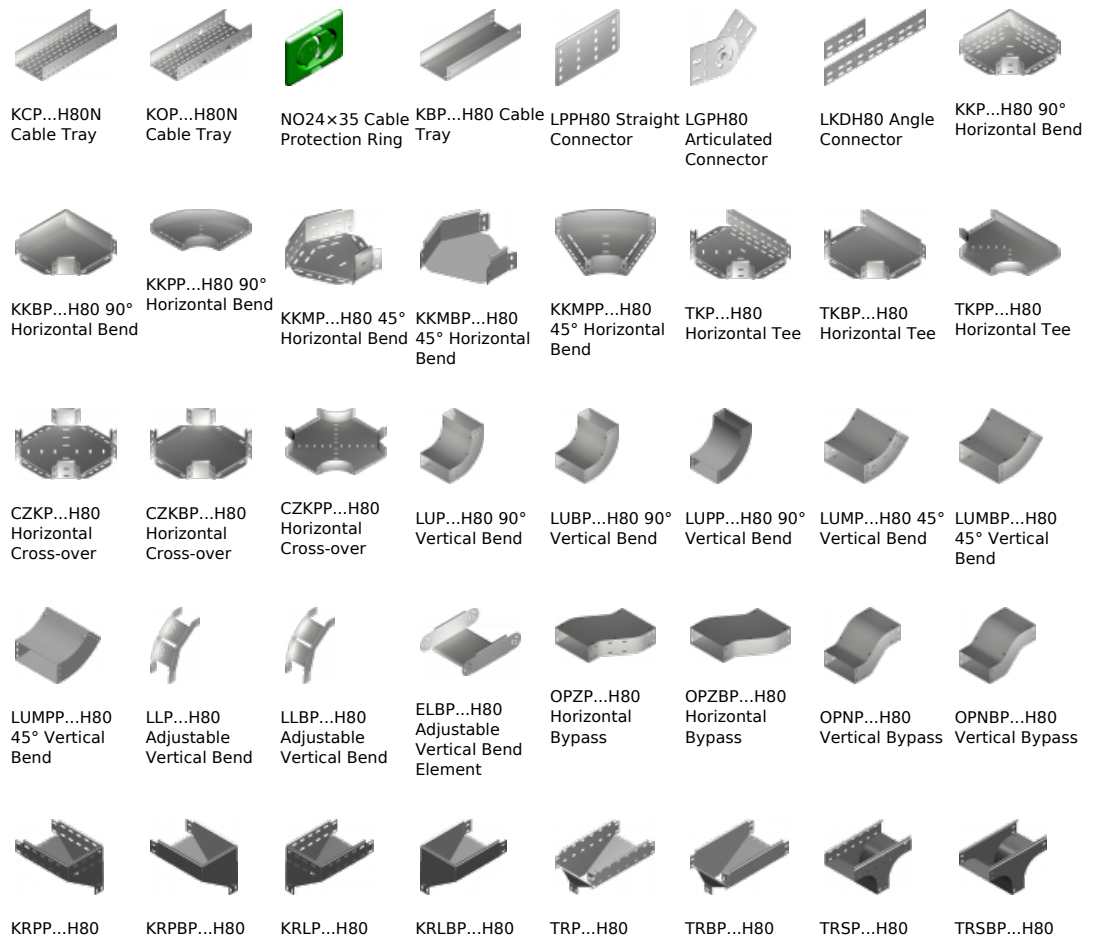 KCP...H80N
Cable Tray
KOP...H80N
Cable Tray
NO24×35 Cable
Protection Ring
KBP...H80 Cable
Tray
LPPH80 Straight
Connector
LGPH80
Articulated
Connector
LKDH80 Angle
Connector
KKP...H80 90°
Horizontal Bend
KKBP...H80 90°
Horizontal Bend
KKPP...H80 90°
Horizontal Bend
KKMP...H80 45°
Horizontal Bend
KKMBP...H80
45° Horizontal
Bend
KKMPP...H80
45° Horizontal
Bend
TKP...H80
Horizontal Tee
TKBP...H80
Horizontal Tee
TKPP...H80
Horizontal Tee
CZKP...H80
Horizontal
Cross-over
CZKBP...H80
Horizontal
Cross-over
CZKPP...H80
Horizontal
Cross-over
LUP...H80 90°
Vertical Bend
LUBP...H80 90°
Vertical Bend
LUPP...H80 90°
Vertical Bend
LUMP...H80 45°
Vertical Bend
LUMBP...H80
45° Vertical
Bend
LUMPP...H80
45° Vertical
Bend
LLP...H80
Adjustable
Vertical Bend
LLBP...H80
Adjustable
Vertical Bend
ELBP...H80
Adjustable
Vertical Bend
Element
OPZP...H80
Horizontal
Bypass
OPZBP...H80
Horizontal
Bypass
OPNP...H80
Vertical Bypass
OPNBP...H80
Vertical Bypass
KRPP...H80
KRPBP...H80
KRLP...H80
KRLBP...H80
TRP...H80
TRBP...H80
TRSP...H80
TRSBP...H80